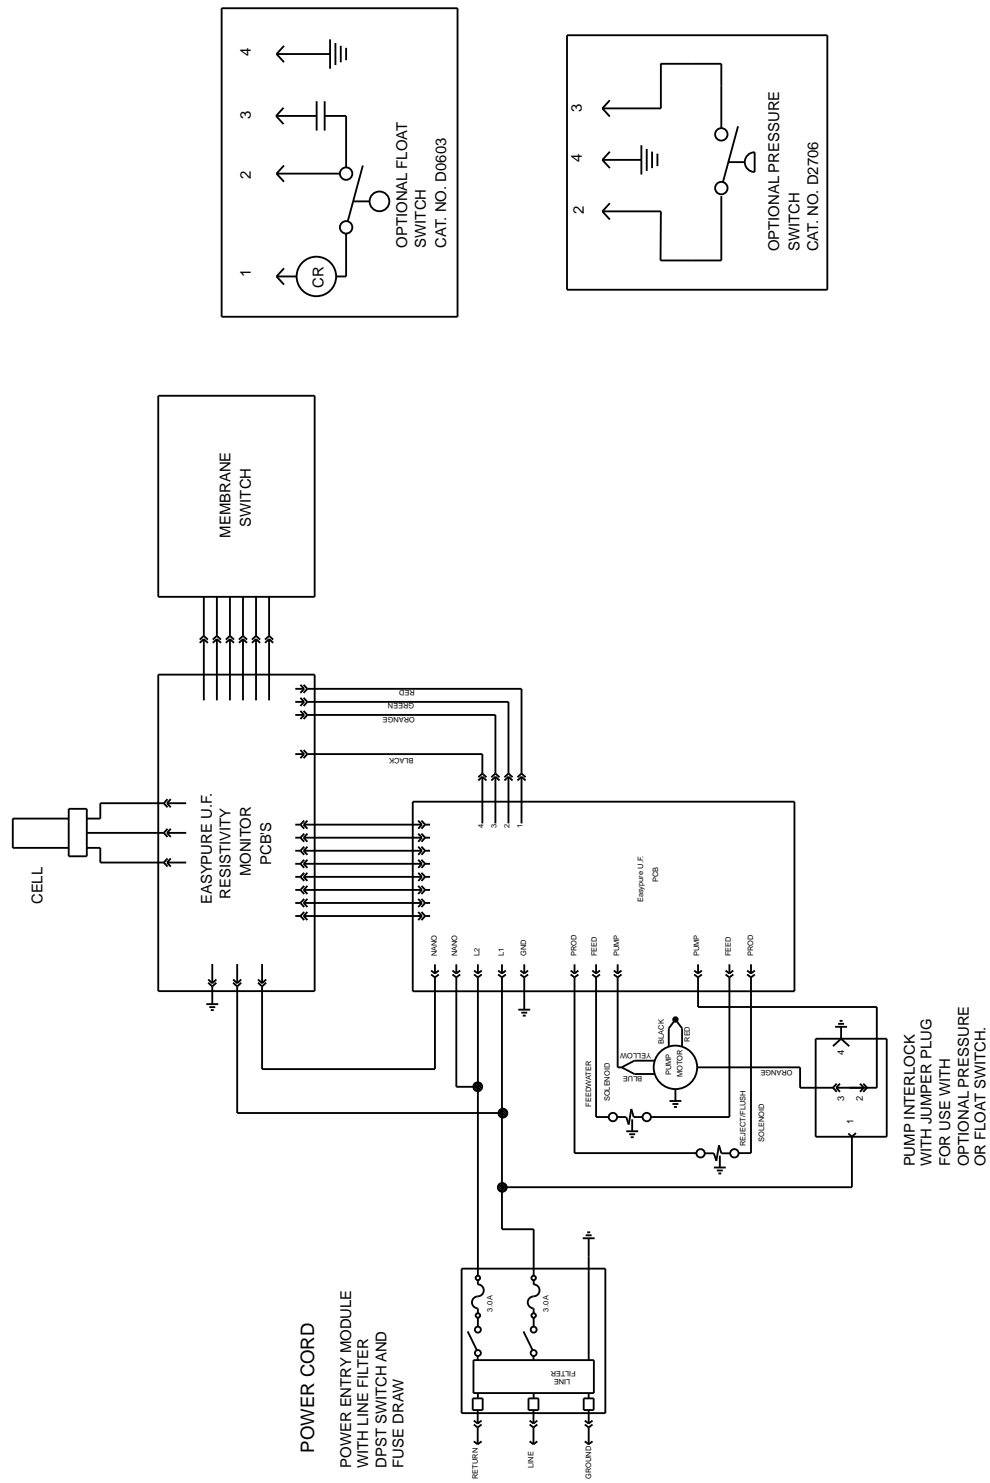 POWER CORD
POWER ENTRY MODULE
WITH LINE FILTER
DPST SWITCH AND
FUSE DRAW
RETURN
LINE
GROUND
LINE
FILTER
3.0A
3.0A
CELL
EASYPURE U.F.
RESISTIVITY
MONITOR
PCB'S
MEMBRANE
SWITCH
BLACK
ORANGE
GREEN
RED
4
3
2
1
NANO
NANO
L2
L1
GND
PROD
FEED
PUMP
PUMP
FEED
PROD
Easypure U.F.
PCB
FEEDWATER
SOLENOID
BLUE
YELLOW
PUMP
MOTOR
BLACK
RED
ORANGE
REJECT/FLUSH
SOLENOID
1
3
2
4
PUMP INTERLOCK
WITH JUMPER PLUG
FOR USE WITH
OPTIONAL PRESSURE
OR FLOAT SWITCH.
1
2
3
4
CR
OPTIONAL FLOAT
SWITCH
CAT. NO. D0603
2
4
3
OPTIONAL PRESSURE
SWITCH
CAT. NO. D2706